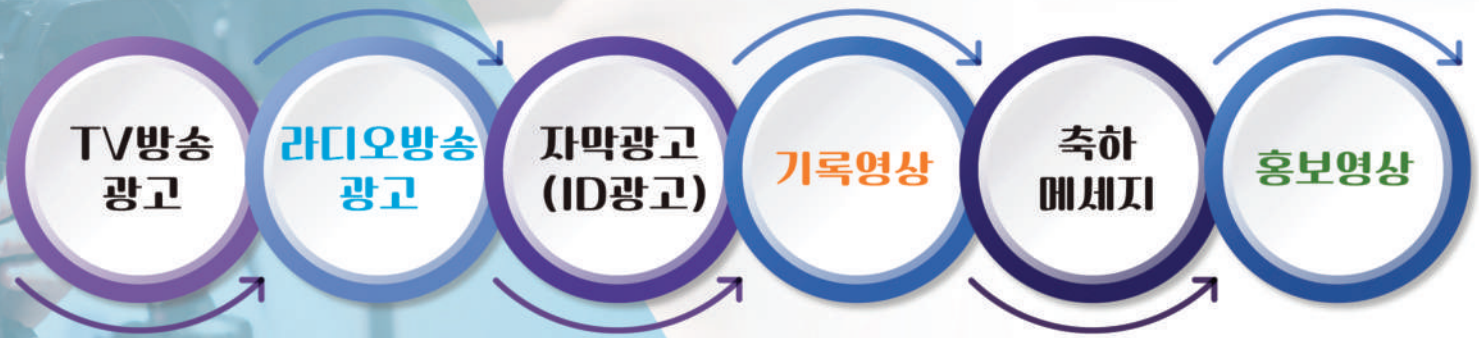 TV방송
광고
라디오방송
광고
자막광고
(ID광고)
기록영상
축하
메세지
홍보영상